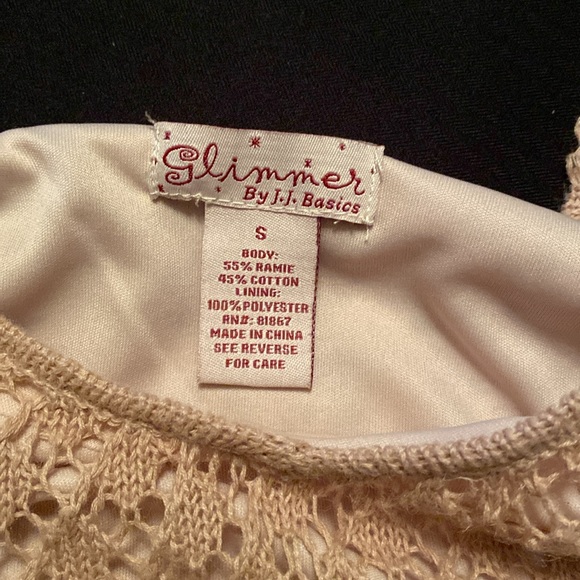 Glimmer
By J.J. Basics
S
BODY:
55% RAMIE
45% COTTON
LINING:
100% POLYESTER
RN#: 81867
MADE IN CHINA
SEE REVERSE
FOR CARE